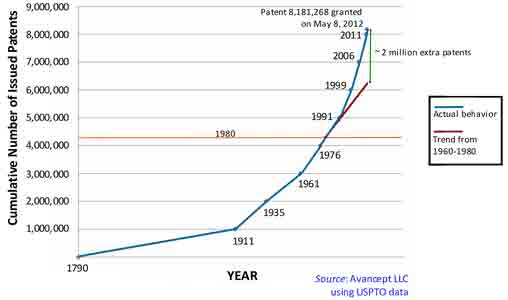 Patent 8,181,268 granted
on May 8, 2012
9,000,000
8,000,000
7,000,000
6,000,000
5,000,000
4,000,000
3,000,000
2,000,000
1,000,000
Cumulative Number of Issued Patents
2011
2006
1999
1991
1980
1976
1961
1935
1911
1790
~ 2 million extra patents
Actual behavior
Trend from
1960-1980
YEAR
Source: Avancept LLC
using USPTO data